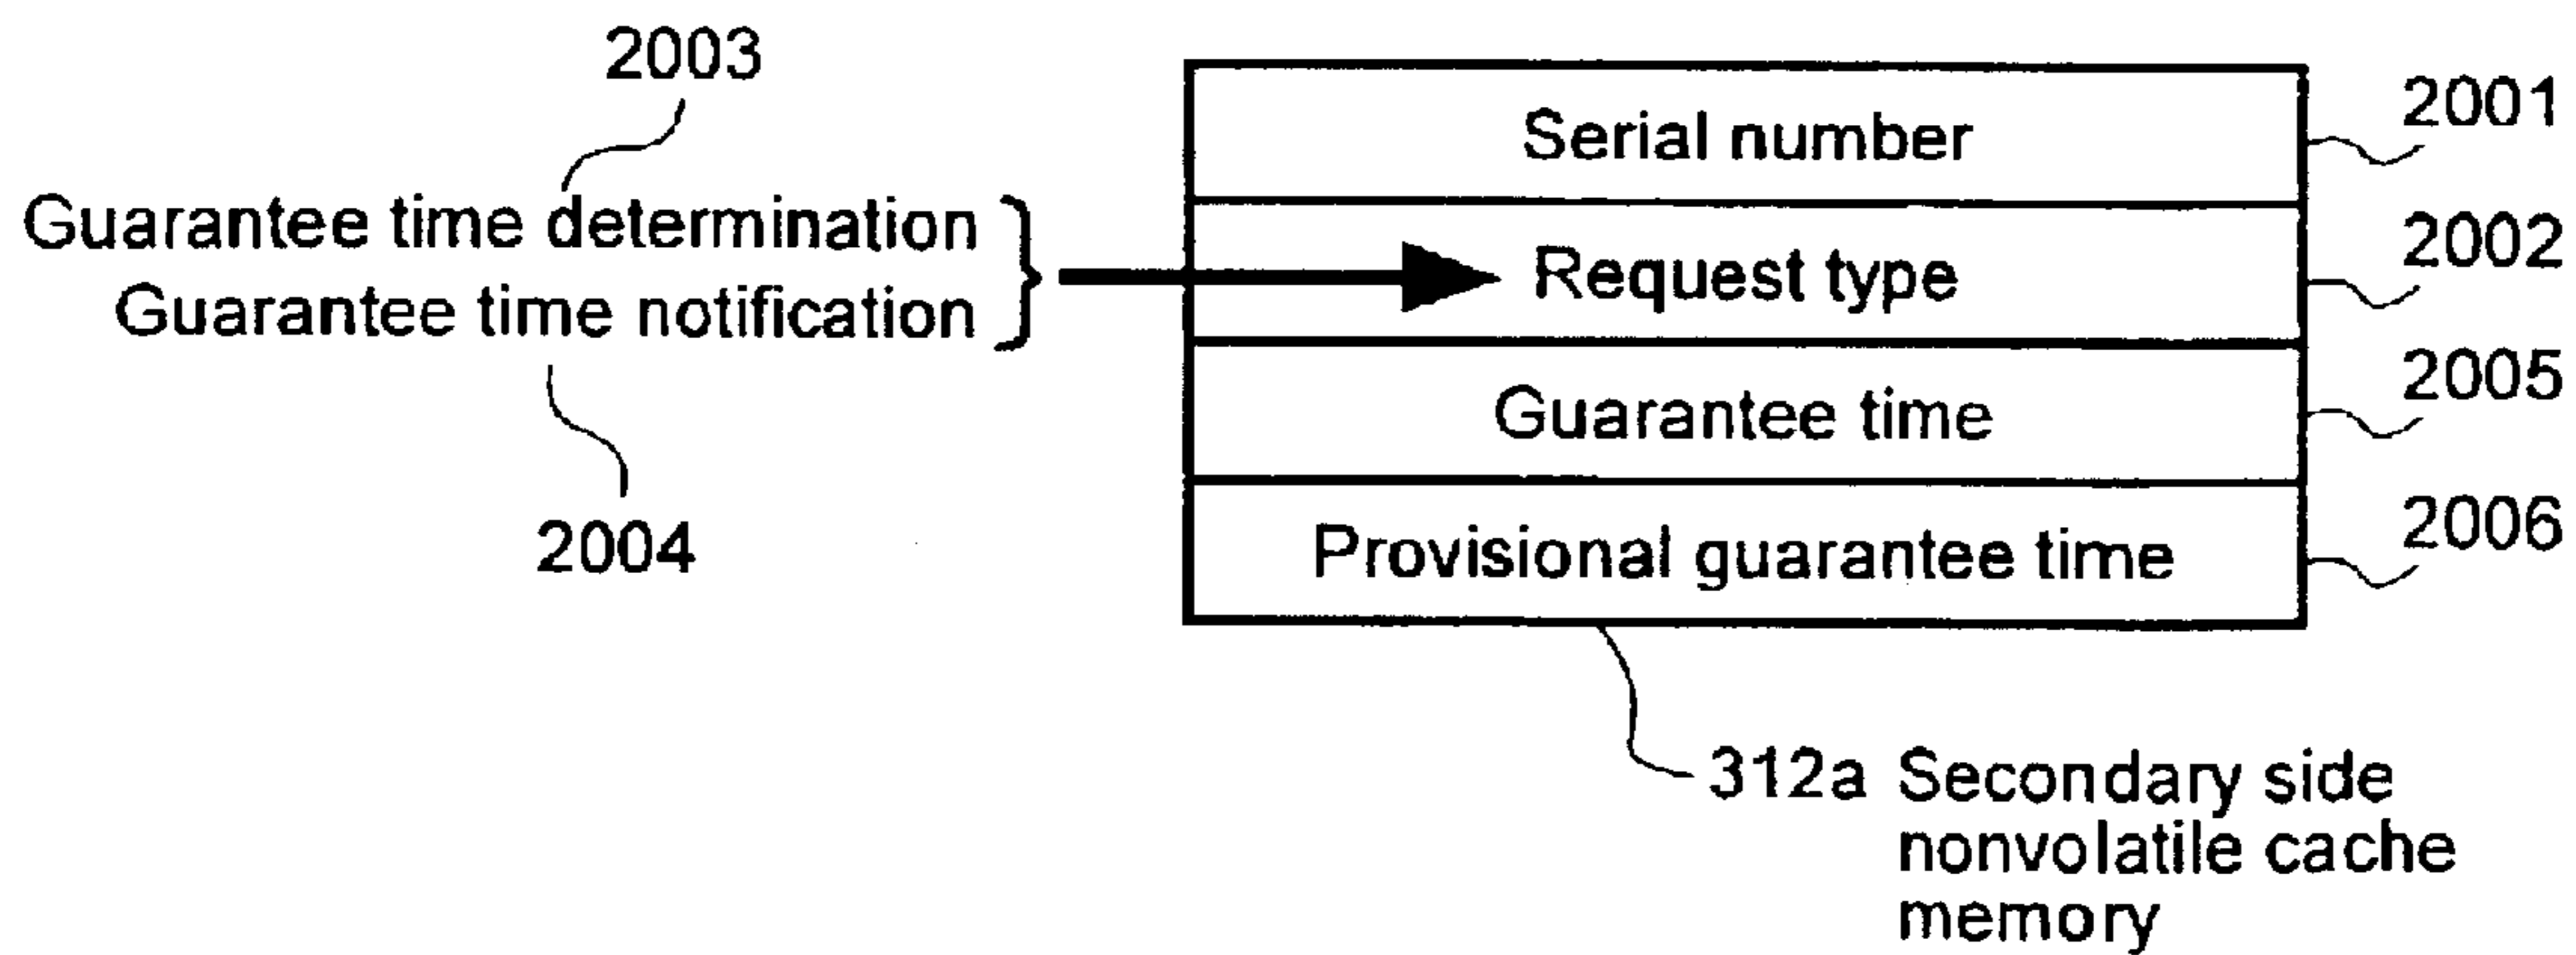 2003
Guarantee time determination
Guarantee time notification
2004
Serial number
2001
Request type
2002
Guarantee time
2005
Provisional guarantee time
2006
312a Secondary side
nonvolatile cache
memory